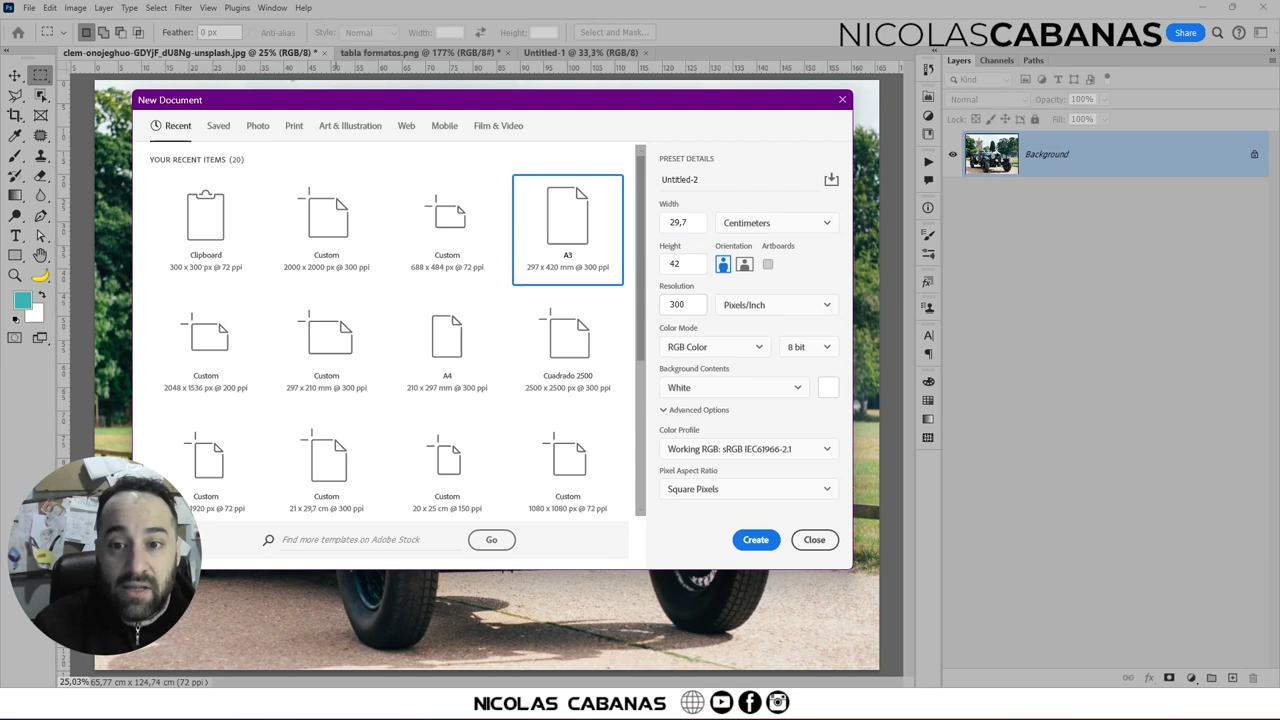 Ps File Edit Image Layer Type Select Filter View Plugins Window Help
Feather: 0 px Anti-alias Style: Normal Width: Height: Select and Mask...
NICOLASCABANAS
Share
clem-onojeghuo-GDYjF_dU8Ng-unsplash.jpg @ 25% (RGB/8) *
tabla formatos.png @ 177% (RGB/8#) *
Untitled-1 @ 33,3% (RGB/8)
New Document
Recent Saved Photo Print Art & Illustration Web Mobile Film & Video
YOUR RECENT ITEMS (20)
Clipboard
300 x 300 px @ 72 ppi
Custom
2000 x 2000 px @ 300 ppi
Custom
688 x 484 px @ 72 ppi
A3
297 x 420 mm @ 300 ppi
Custom
2048 x 1536 px @ 200 ppi
Custom
297 x 210 mm @ 300 ppi
A4
210 x 297 mm @ 300 ppi
Cuadrado 2500
2500 x 2500 px @ 300 ppi
Custom
1920 px @ 72 ppi
Custom
21 x 29,7 cm @ 300 ppi
Custom
20 x 25 cm @ 150 ppi
Custom
1080 x 1080 px @ 72 ppi
Find more templates on Adobe Stock
Go
PRESET DETAILS
Untitled-2
Width
29,7 Centimeters
Height Orientation Artboards
42
Resolution
300 Pixels/Inch
Color Mode
RGB Color 8 bit
Background Contents
White
Advanced Options
Color Profile
Working RGB: sRGB IEC61966-2.1
Pixel Aspect Ratio
Square Pixels
Create Close
Layers Channels Paths
Kind
Normal Opacity: 100%
Lock: Fill: 100%
Background
25,03% 65,77 cm x 124,74 cm (72 ppi)
NICOLAS CABANAS